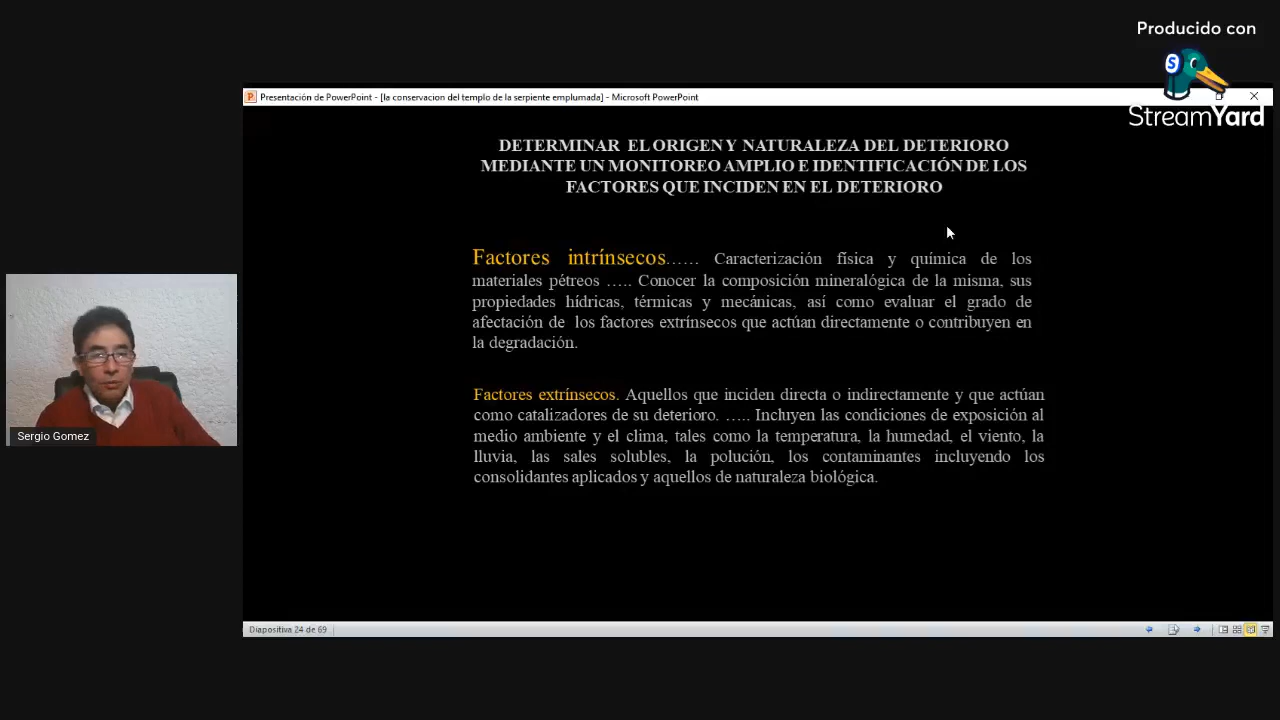 Producido con
StreamYard
Presentación de PowerPoint - [la conservacion del templo de la serpiente emplumada] - Microsoft PowerPoint
DETERMINAR EL ORIGEN Y NATURALEZA DEL DETERIORO
MEDIANTE UN MONITOREO AMPLIO E IDENTIFICACIÓN DE LOS
FACTORES QUE INCIDEN EN EL DETERIORO
Factores intrínsecos…… Caracterización física y química de los
materiales pétreos ….. Conocer la composición mineralógica de la misma, sus
propiedades hídricas, térmicas y mecánicas, así como evaluar el grado de
afectación de los factores extrínsecos que actúan directamente o contribuyen en
la degradación.
Factores extrínsecos. Aquellos que inciden directa o indirectamente y que actúan
como catalizadores de su deterioro. ….. Incluyen las condiciones de exposición al
medio ambiente y el clima, tales como la temperatura, la humedad, el viento, la
lluvia, las sales solubles, la polución, los contaminantes incluyendo los
consolidantes aplicados y aquellos de naturaleza biológica.
Sergio Gomez
Diapositiva 24 de 69